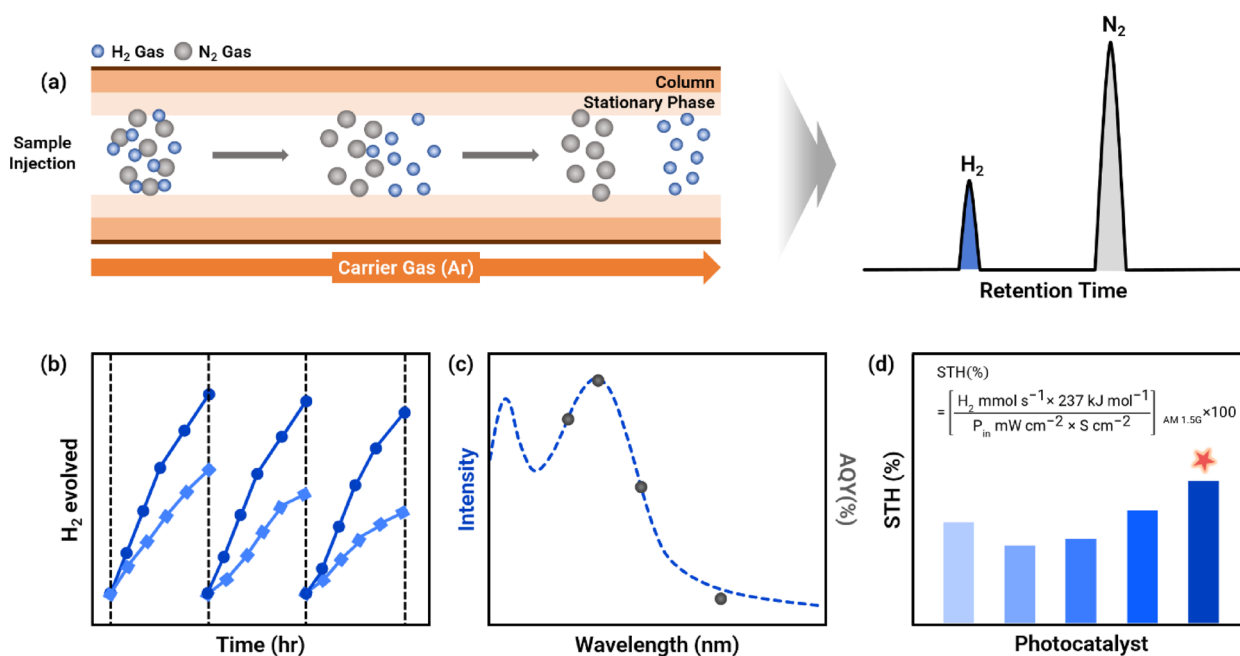 H₂ Gas N₂ Gas
(a)
Column
Stationary Phase
Sample
Injection
Carrier Gas (Ar)
H₂
N₂
Retention Time
(b)
H₂ evolved
Time (hr)
(c)
Intensity
AQY(%)
Wavelength (nm)
(d)
STH(%)
= [ H₂ mmol s⁻¹ × 237 kJ mol⁻¹
P_in mW cm⁻² × S cm⁻² ] AM 1.5G ×100
STH (%)
Photocatalyst